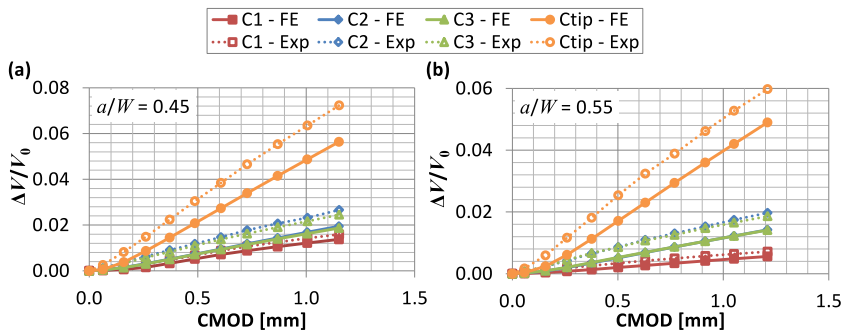 C1 - FE C2 - FE C3 - FE Ctip - FE
C1 - Exp C2 - Exp C3 - Exp Ctip - Exp
(a)
a/W = 0.45
0.08
0.06
0.04
0.02
0.00
ΔV/V₀
0.0 0.5 1.0 1.5
CMOD [mm]
(b)
a/W = 0.55
0.06
0.04
0.02
0.000
ΔV/V₀
0.0 0.5 1.0 1.5
CMOD [mm]